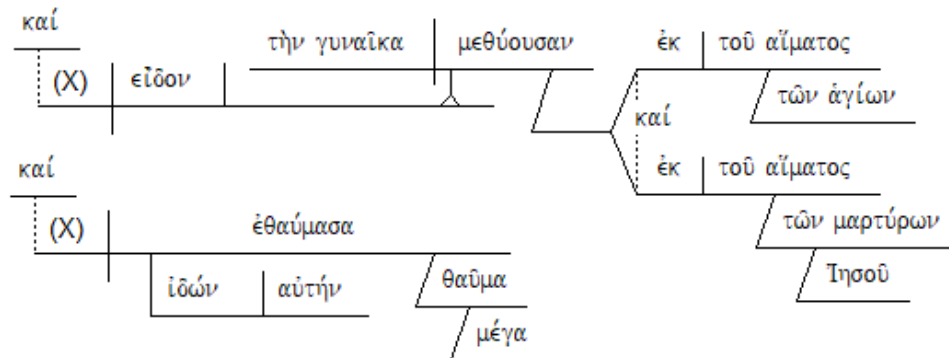 καί
(X) εἶδον τὴν γυναῖκα μεθύουσαν ἐκ τοῦ αἵματος
τῶν ἁγίων
καί
ἐκ τοῦ αἵματος
τῶν μαρτύρων
Ἰησοῦ
καί
(X) ἐθαύμασα
ἰδών αὐτήν θαῦμα
μέγα